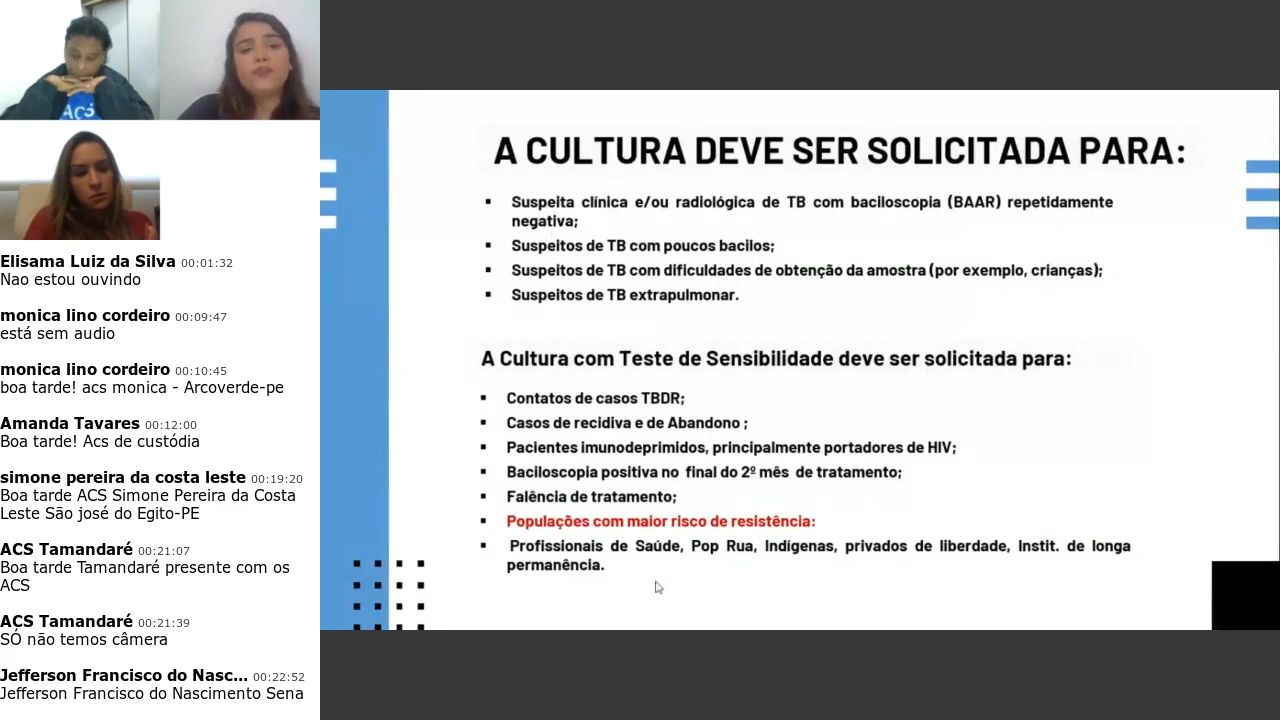 ACS
Elisama Luiz da Silva 00:01:32
Nao estou ouvindo
monica lino cordeiro 00:09:47
está sem audio
monica lino cordeiro 00:10:45
boa tarde! acs monica - Arcoverde-pe
Amanda Tavares 00:12:00
Boa tarde! Acs de custódia
simone pereira da costa leste 00:19:20
Boa tarde ACS Simone Pereira da Costa
Leste São josé do Egito-PE
ACS Tamandaré 00:21:07
Boa tarde Tamandaré presente com os
ACS
ACS Tamandaré 00:21:39
SÓ não temos câmera
Jefferson Francisco do Nasc... 00:22:52
Jefferson Francisco do Nascimento Sena
A CULTURA DEVE SER SOLICITADA PARA:
▪ Suspeita clínica e/ou radiológica de TB com baciloscopia (BAAR) repetidamente
negativa;
▪ Suspeitos de TB com poucos bacilos;
▪ Suspeitos de TB com dificuldades de obtenção da amostra (por exemplo, crianças);
▪ Suspeitos de TB extrapulmonar.
A Cultura com Teste de Sensibilidade deve ser solicitada para:
▪ Contatos de casos TBDR;
▪ Casos de recidiva e de Abandono ;
▪ Pacientes imunodeprimidos, principalmente portadores de HIV;
▪ Baciloscopia positiva no final do 2º mês de tratamento;
▪ Falência de tratamento;
▪ Populações com maior risco de resistência:
▪ Profissionais de Saúde, Pop Rua, Indígenas, privados de liberdade, Instit. de longa
permanência.